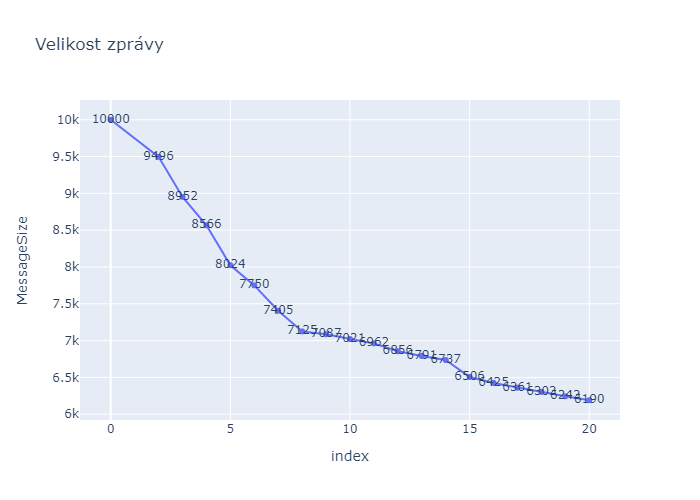 Velikost zprávy
10k
9.5k
9k
8.5k
8k
7.5k
7k
6.5k
6k
MessageSize
10000
9496
8952
8566
8024
7750
7405
7125
7087
7021
6962
6856
6791
6737
6506
6425
6361
6303
6243
6190
0 5 10 15 20
index